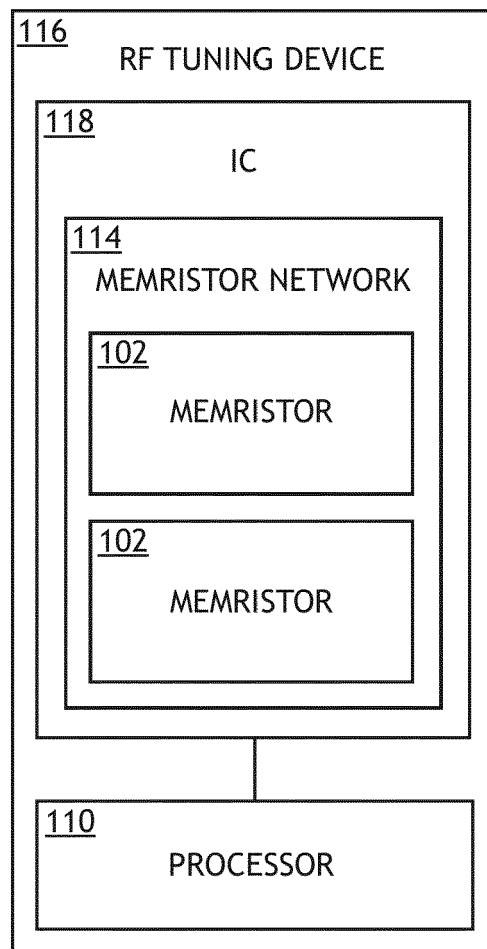 116
RF TUNING DEVICE
118
IC
114
MEMRISTOR NETWORK
102
MEMRISTOR
102
MEMRISTOR
110
PROCESSOR